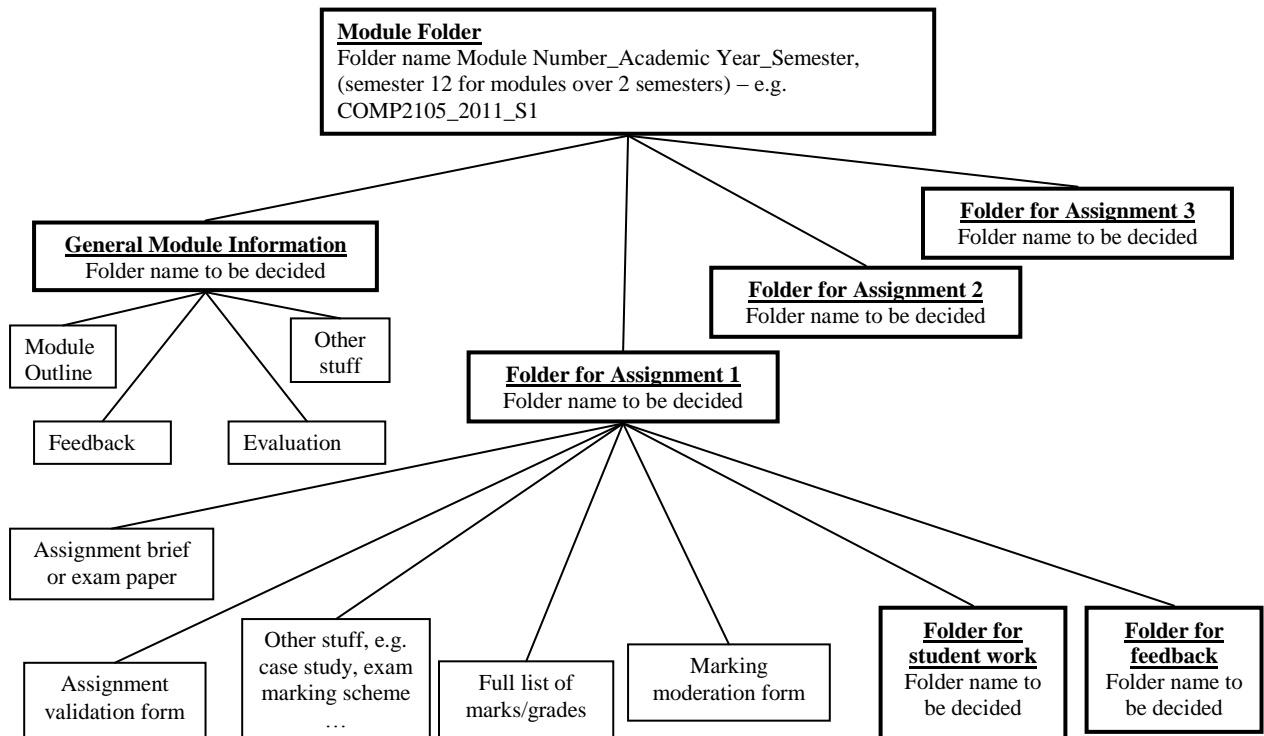 Module Folder
Folder name Module Number_Academic Year_Semester,
(semester 12 for modules over 2 semesters) – e.g.
COMP2105_2011_S1
Folder for Assignment 3
Folder name to be decided
General Module Information
Folder name to be decided
Folder for Assignment 2
Folder name to be decided
Module
Outline
Other
stuff
Folder for Assignment 1
Folder name to be decided
Feedback
Evaluation
Assignment brief
or exam paper
Assignment
validation form
Other stuff, e.g.
case study, exam
marking scheme
…
Full list of
marks/grades
Marking
moderation form
Folder for
student work
Folder name to
be decided
Folder for
feedback
Folder name to
be decided